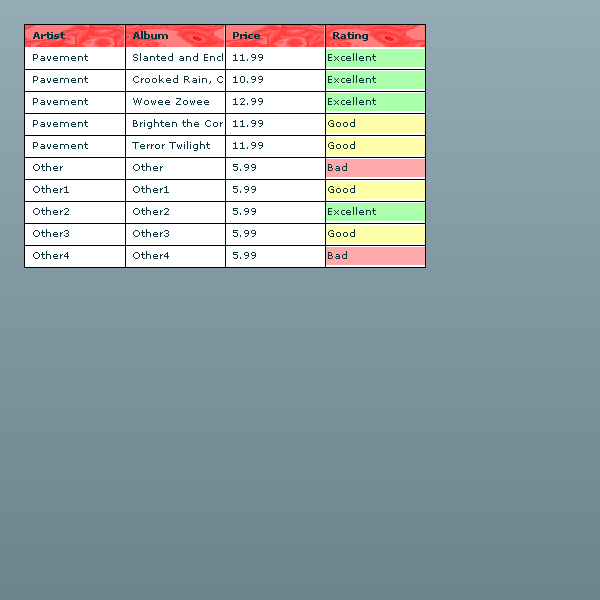 Artist Album Price Rating
Pavement Slanted and Encl 11.99 Excellent
Pavement Crooked Rain, C 10.99 Excellent
Pavement Wowee Zowee 12.99 Excellent
Pavement Brighten the Cor 11.99 Good
Pavement Terror Twilight 11.99 Good
Other Other 5.99 Bad
Other1 Other1 5.99 Good
Other2 Other2 5.99 Excellent
Other3 Other3 5.99 Good
Other4 Other4 5.99 Bad